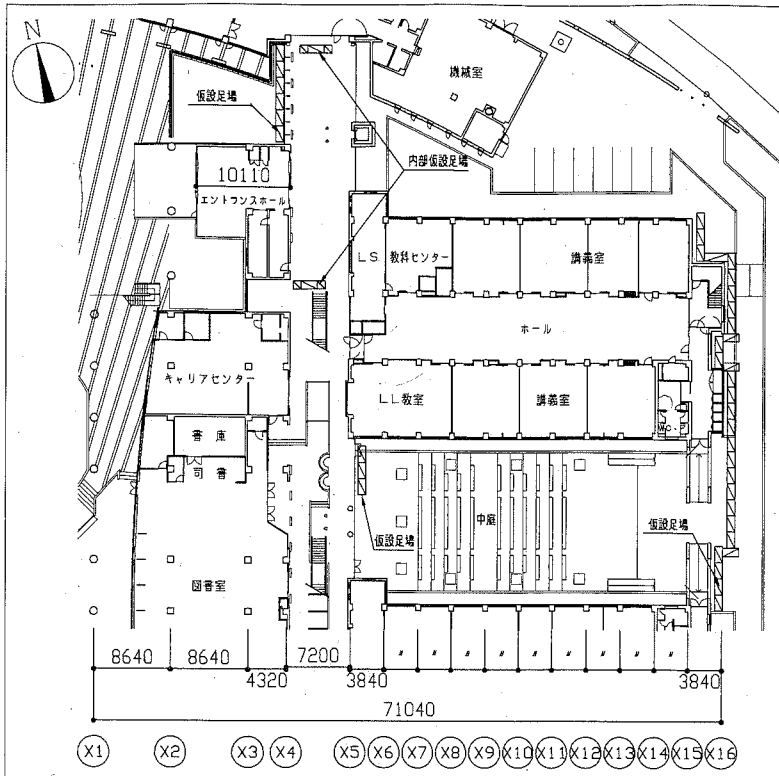 N
機械室
仮設足場
内部仮設足場
10110
エントランスホール
LS 教科センター
講義室
ホール
キャリアセンター
LL教室
講義室
W.C
書庫
司書
中庭
仮設足場
仮設足場
図書室
8640
8640
4320
7200
3840
〃
〃
〃
〃
〃
〃
〃
〃
〃
3840
71040
X1
X2
X3
X4
X5
X6
X7
X8
X9
X10
X11
X12
X13
X14
X15
X16